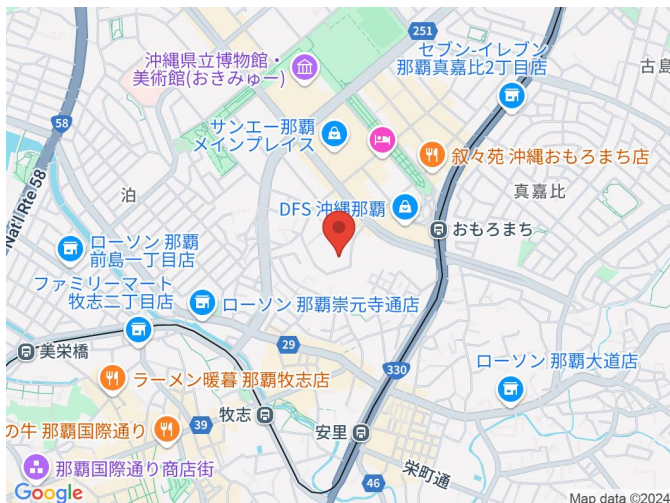 251
セブン-イレブン
那覇真嘉比2丁目店
古島
沖縄県立博物館・
美術館(おきみゅー)
58
サンエー那覇
メインプレイス
叙々苑 沖縄おもろまち店
真嘉比
泊
Nat'l Rte 58
DFS 沖縄那覇
おもろまち
ローソン 那覇
前島一丁目店
ファミリーマート
牧志二丁目店
ローソン 那覇崇元寺通店
29
美栄橋
330
ローソン 那覇大道店
ラーメン暖暮 那覇牧志店
牧志
の牛 那覇国際通り
39
安里
栄町通
那覇国際通り商店街
46
Google
Map data ©2024